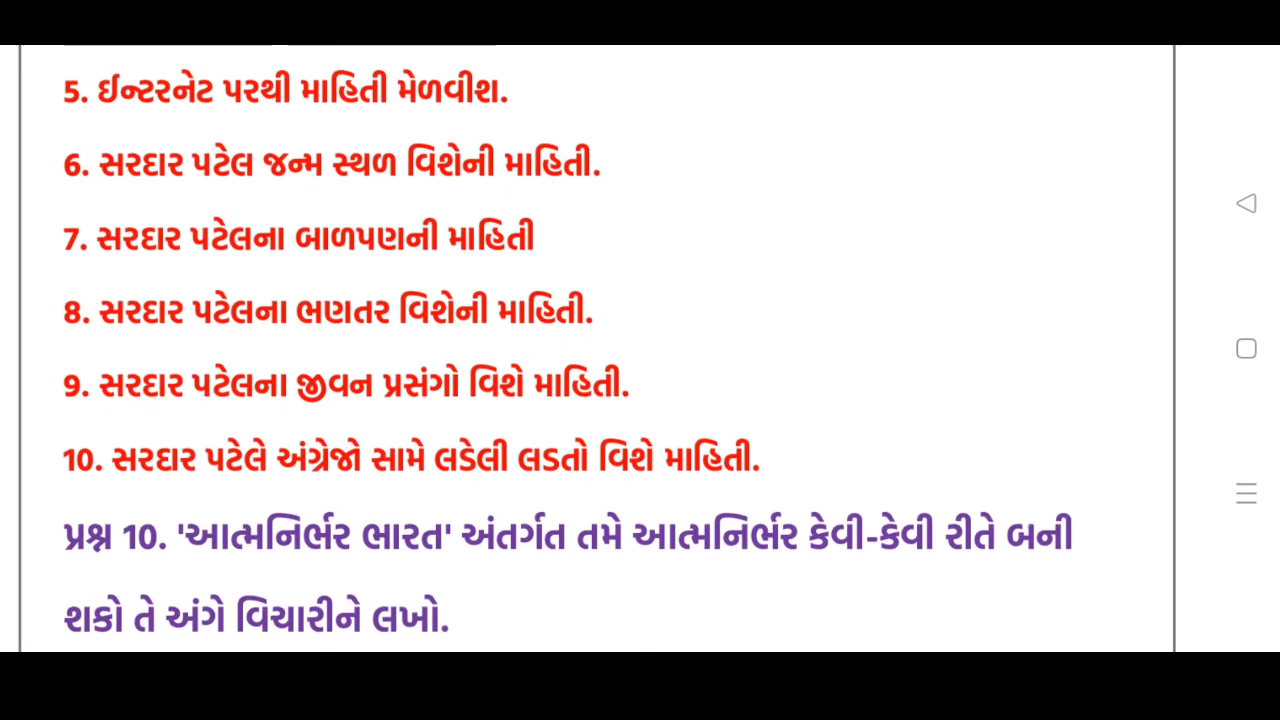 5. ઈન્ટરનેટ પરથી માહિતી મેળવીશ.
6. સરદાર પટેલ જન્મ સ્થળ વિશેની માહિતી.
7. સરદાર પટેલના બાળપણની માહિતી
8. સરદાર પટેલના ભણતર વિશેની માહિતી.
9. સરદાર પટેલના જીવન પ્રસંગો વિશે માહિતી.
10. સરદાર પટેલે અંગ્રેજો સામે લડેલી લડતો વિશે માહિતી.
પ્રશ્ન 10. 'આત્મનિર્ભર ભારત' અંતર્ગત તમે આત્મનિર્ભર કેવી-કેવી રીતે બની
શકો તે અંગે વિચારીને લખો.